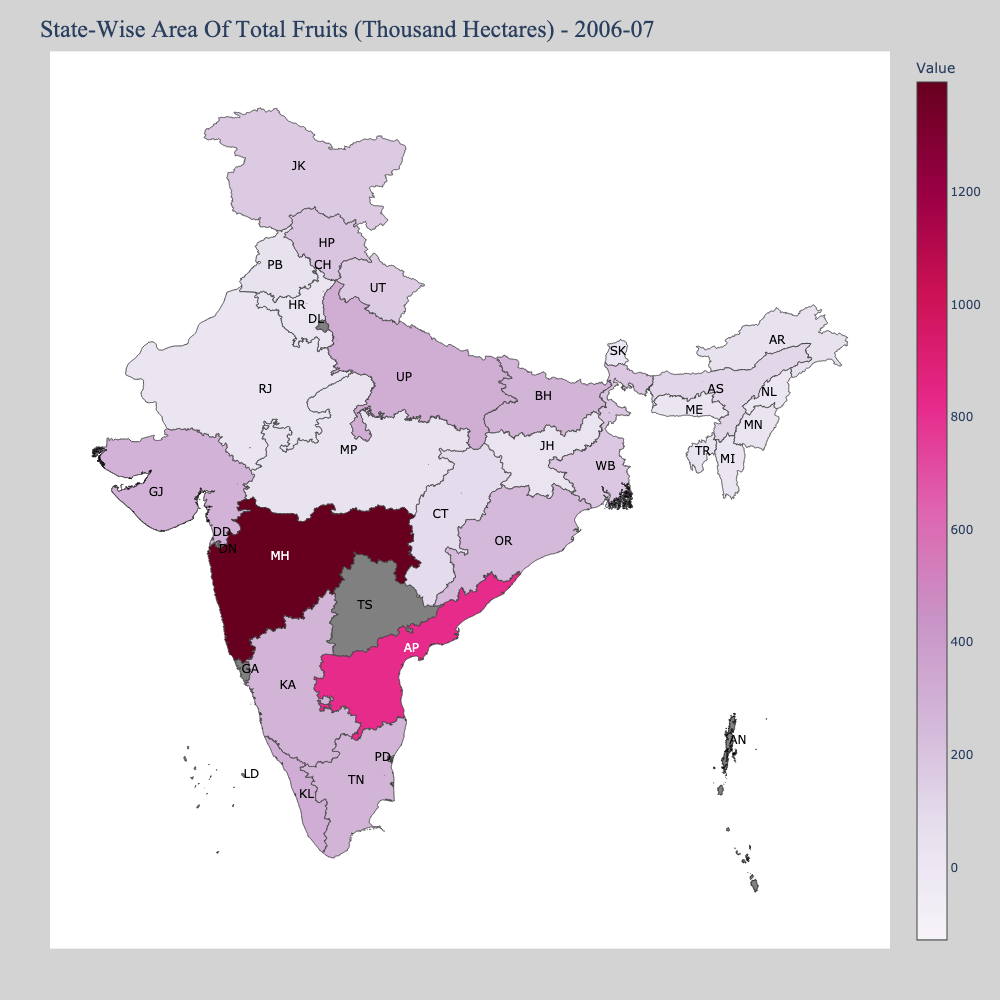 State-Wise Area Of Total Fruits (Thousand Hectares) - 2006-07
Value
1200
1000
800
600
400
200
0
JK
HP
CH
PB
UT
HR
DL
RJ
UP
BH
SK
AR
AS
NL
ME
MN
TR
MI
MP
JH
WB
GJ
CT
OR
DD
DN
MH
TS
AP
GA
KA
PD
LD
TN
KL
AN